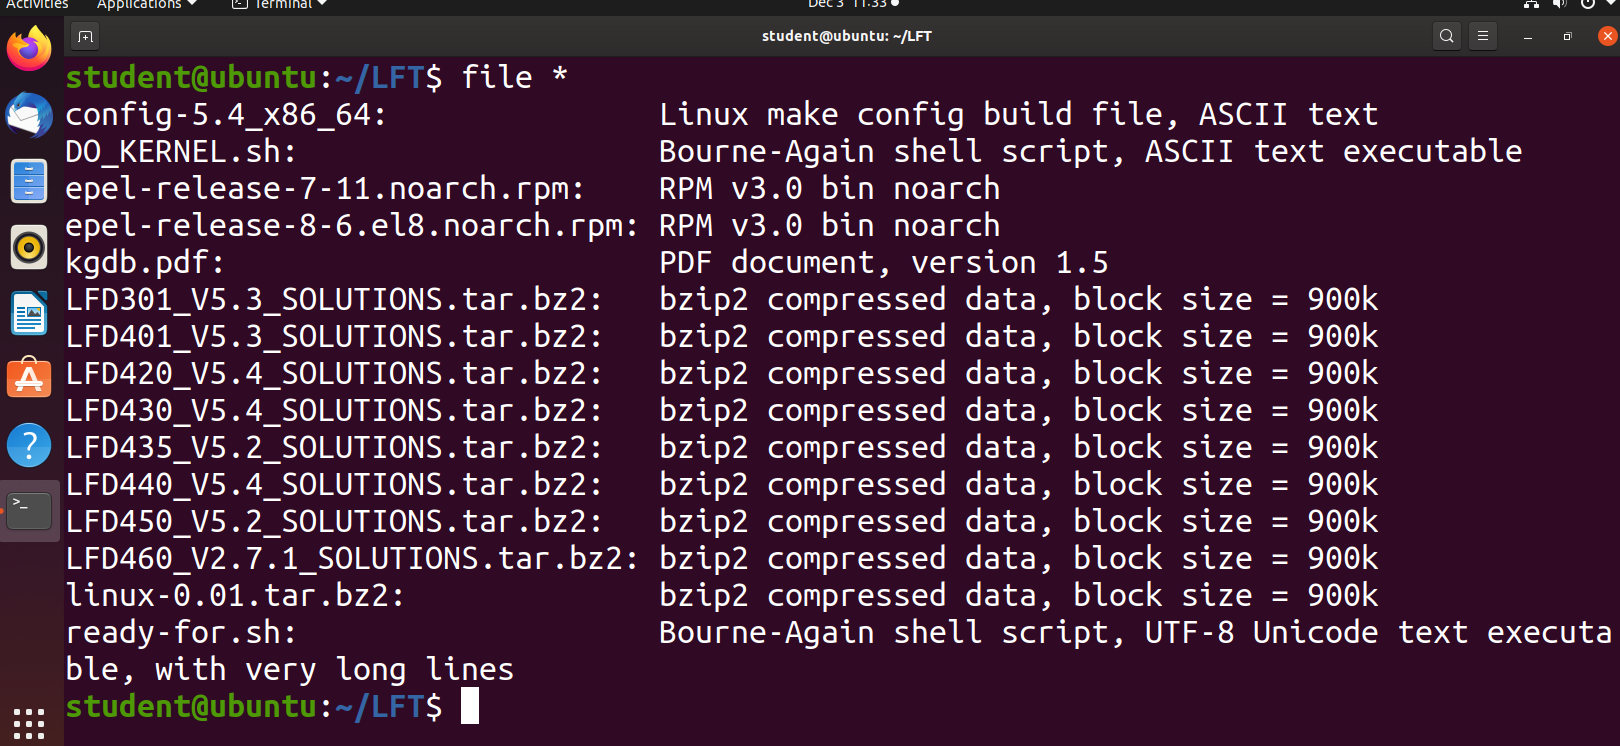 Activities Applications Terminal Dec 3 11:33
student@ubuntu: ~/LFT
student@ubuntu:~/LFT$ file *
config-5.4_x86_64: Linux make config build file, ASCII text
DO_KERNEL.sh: Bourne-Again shell script, ASCII text executable
epel-release-7-11.noarch.rpm: RPM v3.0 bin noarch
epel-release-8-6.el8.noarch.rpm: RPM v3.0 bin noarch
kgdb.pdf: PDF document, version 1.5
LFD301_V5.3_SOLUTIONS.tar.bz2: bzip2 compressed data, block size = 900k
LFD401_V5.3_SOLUTIONS.tar.bz2: bzip2 compressed data, block size = 900k
LFD420_V5.4_SOLUTIONS.tar.bz2: bzip2 compressed data, block size = 900k
LFD430_V5.4_SOLUTIONS.tar.bz2: bzip2 compressed data, block size = 900k
LFD435_V5.2_SOLUTIONS.tar.bz2: bzip2 compressed data, block size = 900k
LFD440_V5.4_SOLUTIONS.tar.bz2: bzip2 compressed data, block size = 900k
LFD450_V5.2_SOLUTIONS.tar.bz2: bzip2 compressed data, block size = 900k
LFD460_V2.7.1_SOLUTIONS.tar.bz2: bzip2 compressed data, block size = 900k
linux-0.01.tar.bz2: bzip2 compressed data, block size = 900k
ready-for.sh: Bourne-Again shell script, UTF-8 Unicode text executa
ble, with very long lines
student@ubuntu:~/LFT$